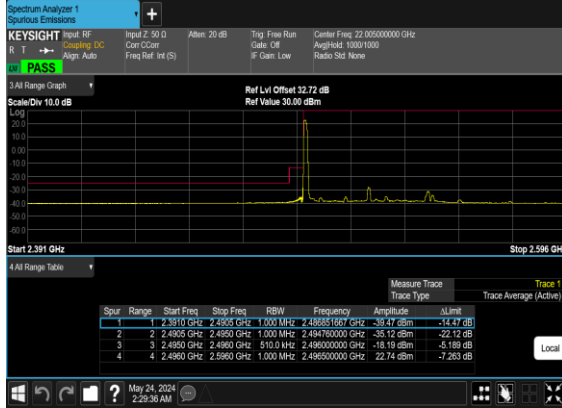 Spectrum Analyzer 1
Spurious Emissions
KEYSIGHT Input: RF
Coupling: DC
Align: Auto
R T
Input Z: 50 Ω
Corr CCorr
Freq Ref: Int (S)
Atten: 20 dB
Trig: Free Run
Gate: Off
IF Gain: Low
Center Freq: 22.005000000 GHz
Avg|Hold: 1000/1000
Radio Std: None
PASS
3 All Range Graph
Scale/Div 10.0 dB
Ref Lvl Offset 32.72 dB
Ref Value 30.00 dBm
Log
20.0
10.0
0.00
-10.0
-20.0
-30.0
-40.0
-50.0
-60.0
Start 2.391 GHz
Stop 2.596 GH
4 All Range Table
Measure Trace Trace 1
Trace Type Trace Average (Active)
Spur Range Start Freq Stop Freq RBW Frequency Amplitude ΔLimit
1 1 2.3910 GHz 2.4905 GHz 1.000 MHz 2.486851667 GHz -39.47 dBm -14.47 dB
2 2 2.4905 GHz 2.4950 GHz 1.000 MHz 2.494760000 GHz -35.12 dBm -22.12 dB
3 3 2.4950 GHz 2.4960 GHz 510.0 kHz 2.496000000 GHz -18.19 dBm -5.189 dB
4 4 2.4960 GHz 2.5960 GHz 1.000 MHz 2.496500000 GHz 22.74 dBm -7.263 dB
Local
May 24, 2024
2:29:36 AM